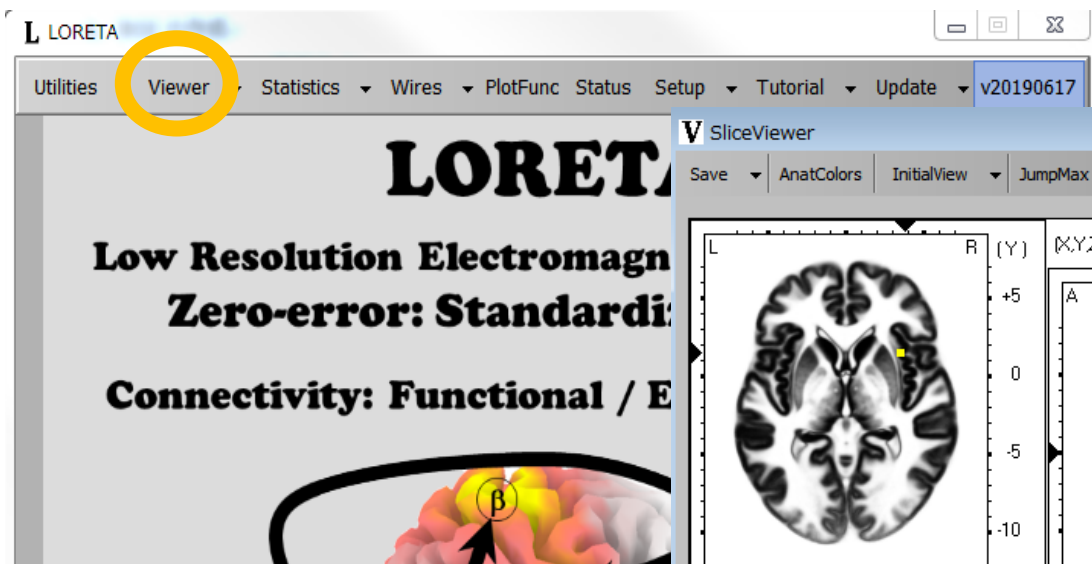 L LORETA
Utilities Viewer Statistics Wires PlotFunc Status Setup Tutorial Update v20190617
LORETA
Low Resolution Electromagn
Zero-error: Standardi
Connectivity: Functional / E
β
V SliceViewer
Save AnatColors InitialView JumpMax
L R (Y) (X,Y,Z
+5 A
0
-5
-10